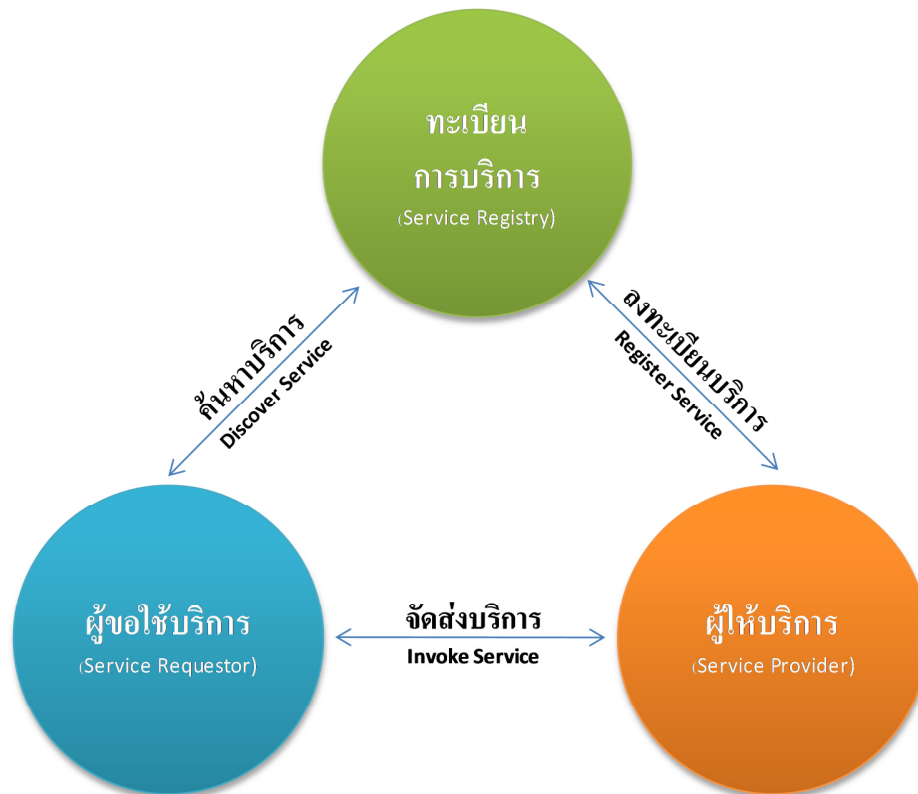 ทะเบียน
การบริการ
(Service Registry)
ค้นหาบริการ
Discover Service
ลงทะเบียนบริการ
Register Service
ผู้ขอใช้บริการ
(Service Requestor)
จัดส่งบริการ
Invoke Service
ผู้ให้บริการ
(Service Provider)